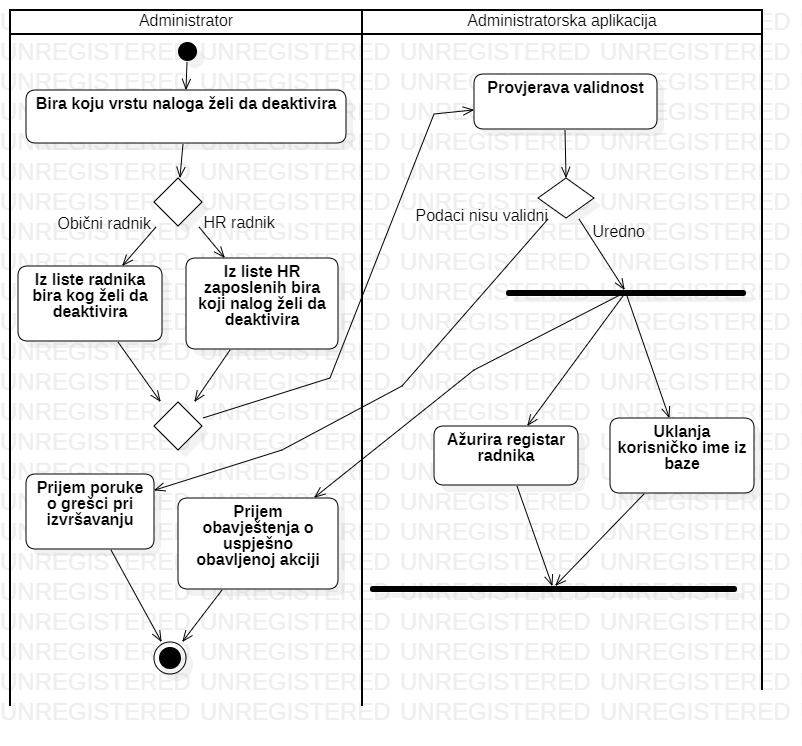 Administrator
Administratorska aplikacija
Bira koju vrstu naloga želi da deaktivira
Provjerava validnost
Obični radnik
HR radnik
Podaci nisu validni
Uredno
Iz liste radnika
bira kog želi da
deaktivira
Iz liste HR
zaposlenih bira
koji nalog želi da
deaktivira
Ažurira registar
radnika
Uklanja
korisničko ime iz
baze
Prijem poruke
o grešci pri
izvršavanju
Prijem
obavještenja o
uspješno
obavljenoj akciji
UNREGISTERED